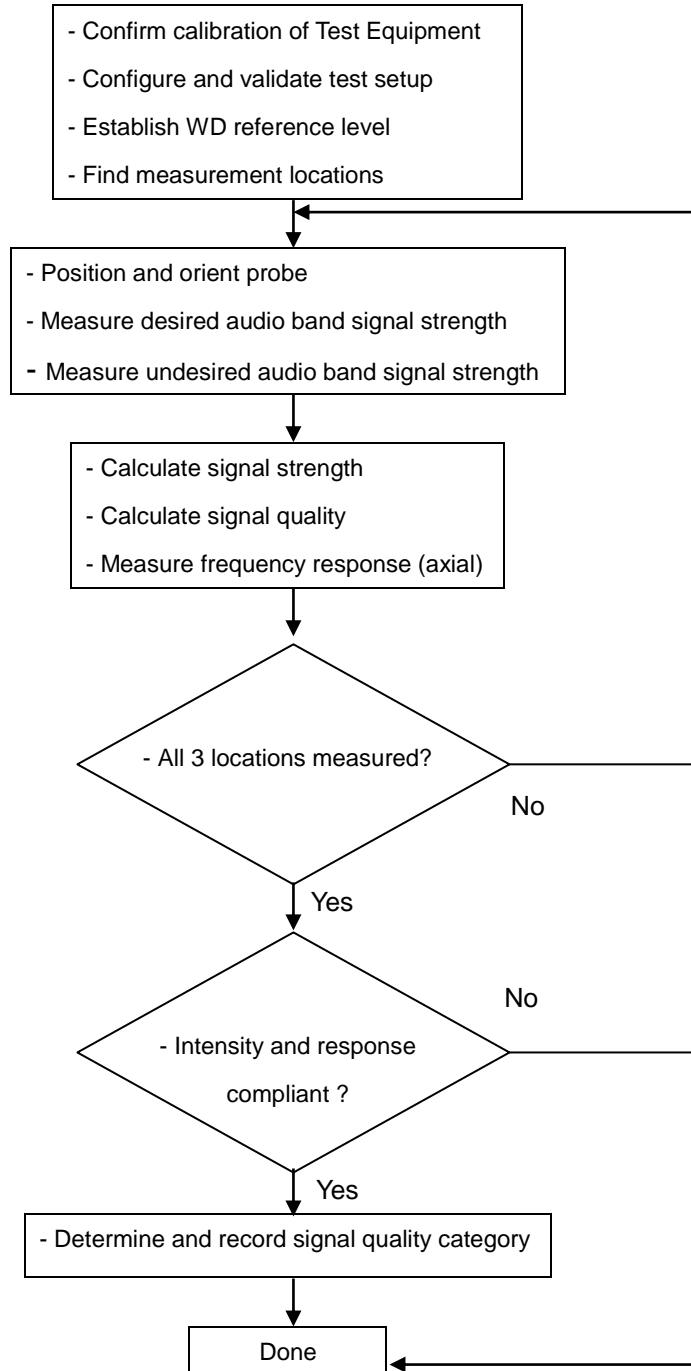 - Confirm calibration of Test Equipment
- Configure and validate test setup
- Establish WD reference level
- Find measurement locations
- Position and orient probe
- Measure desired audio band signal strength
- Measure undesired audio band signal strength
- Calculate signal strength
- Calculate signal quality
- Measure frequency response (axial)
- All 3 locations measured?
No
Yes
No
- Intensity and response
compliant ?
Yes
- Determine and record signal quality category
Done